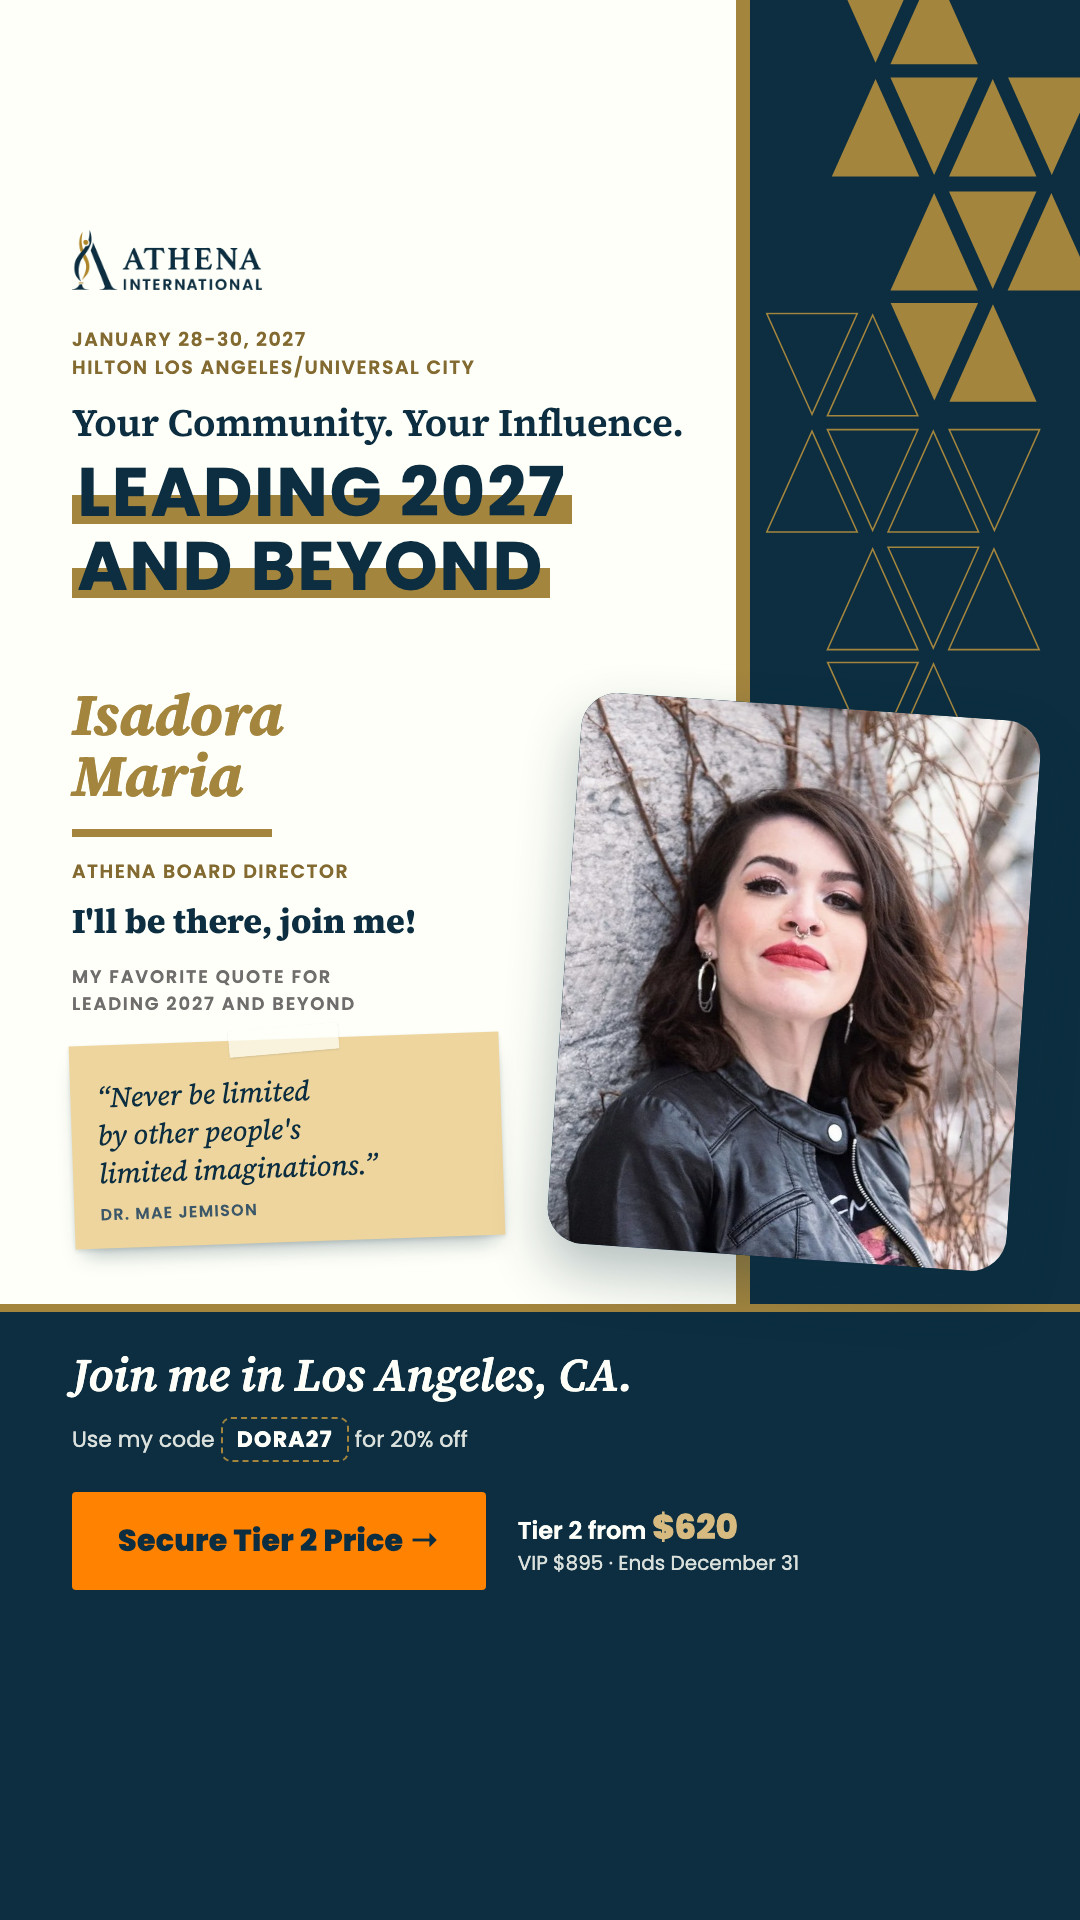 ATHENA
INTERNATIONAL
JANUARY 28-30, 2027
HILTON LOS ANGELES/UNIVERSAL CITY
Your Community. Your Influence.
LEADING 2027
AND BEYOND
Isadora
Maria
ATHENA BOARD DIRECTOR
I'll be there, join me!
MY FAVORITE QUOTE FOR
LEADING 2027 AND BEYOND
“Never be limited
by other people's
limited imaginations.”
DR. MAE JEMISON
Join me in Los Angeles, CA.
Use my code DORA27 for 20% off
Secure Tier 2 Price →
Tier 2 from $620
VIP $895 · Ends December 31